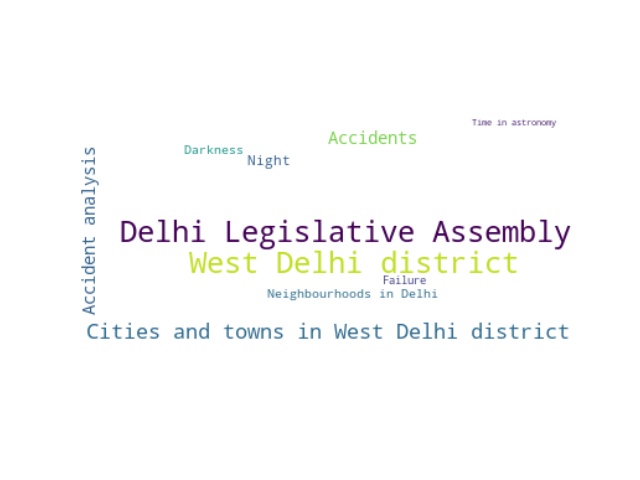 Time in astronomy
Accidents
Darkness
Night
Accident analysis
Delhi Legislative Assembly
West Delhi district
Failure
Neighbourhoods in Delhi
Cities and towns in West Delhi district